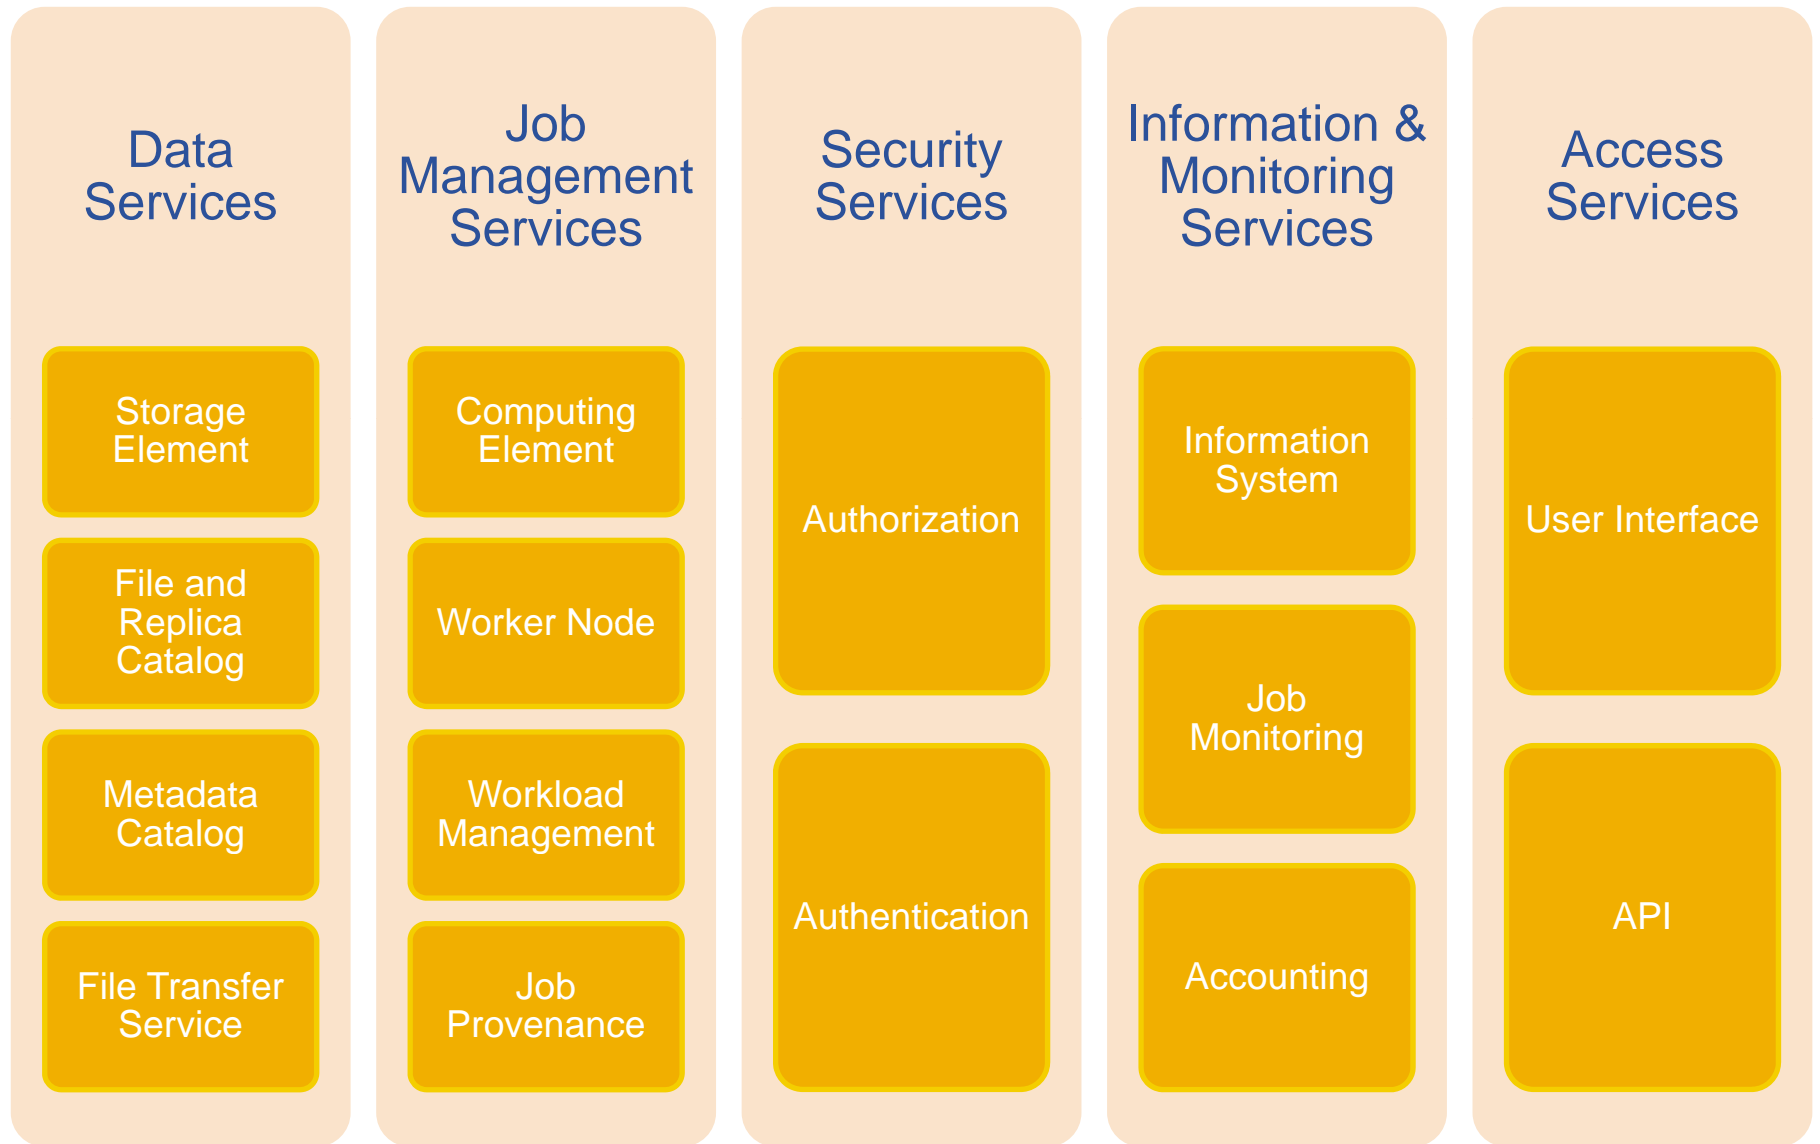 Data
Services
Storage
Element
File and
Replica
Catalog
Metadata
Catalog
File Transfer
Service
Job
Management
Services
Computing
Element
Worker Node
Workload
Management
Job
Provenance
Security
Services
Authorization
Authentication
Information &
Monitoring
Services
Information
System
Job
Monitoring
Accounting
Access
Services
User Interface
API